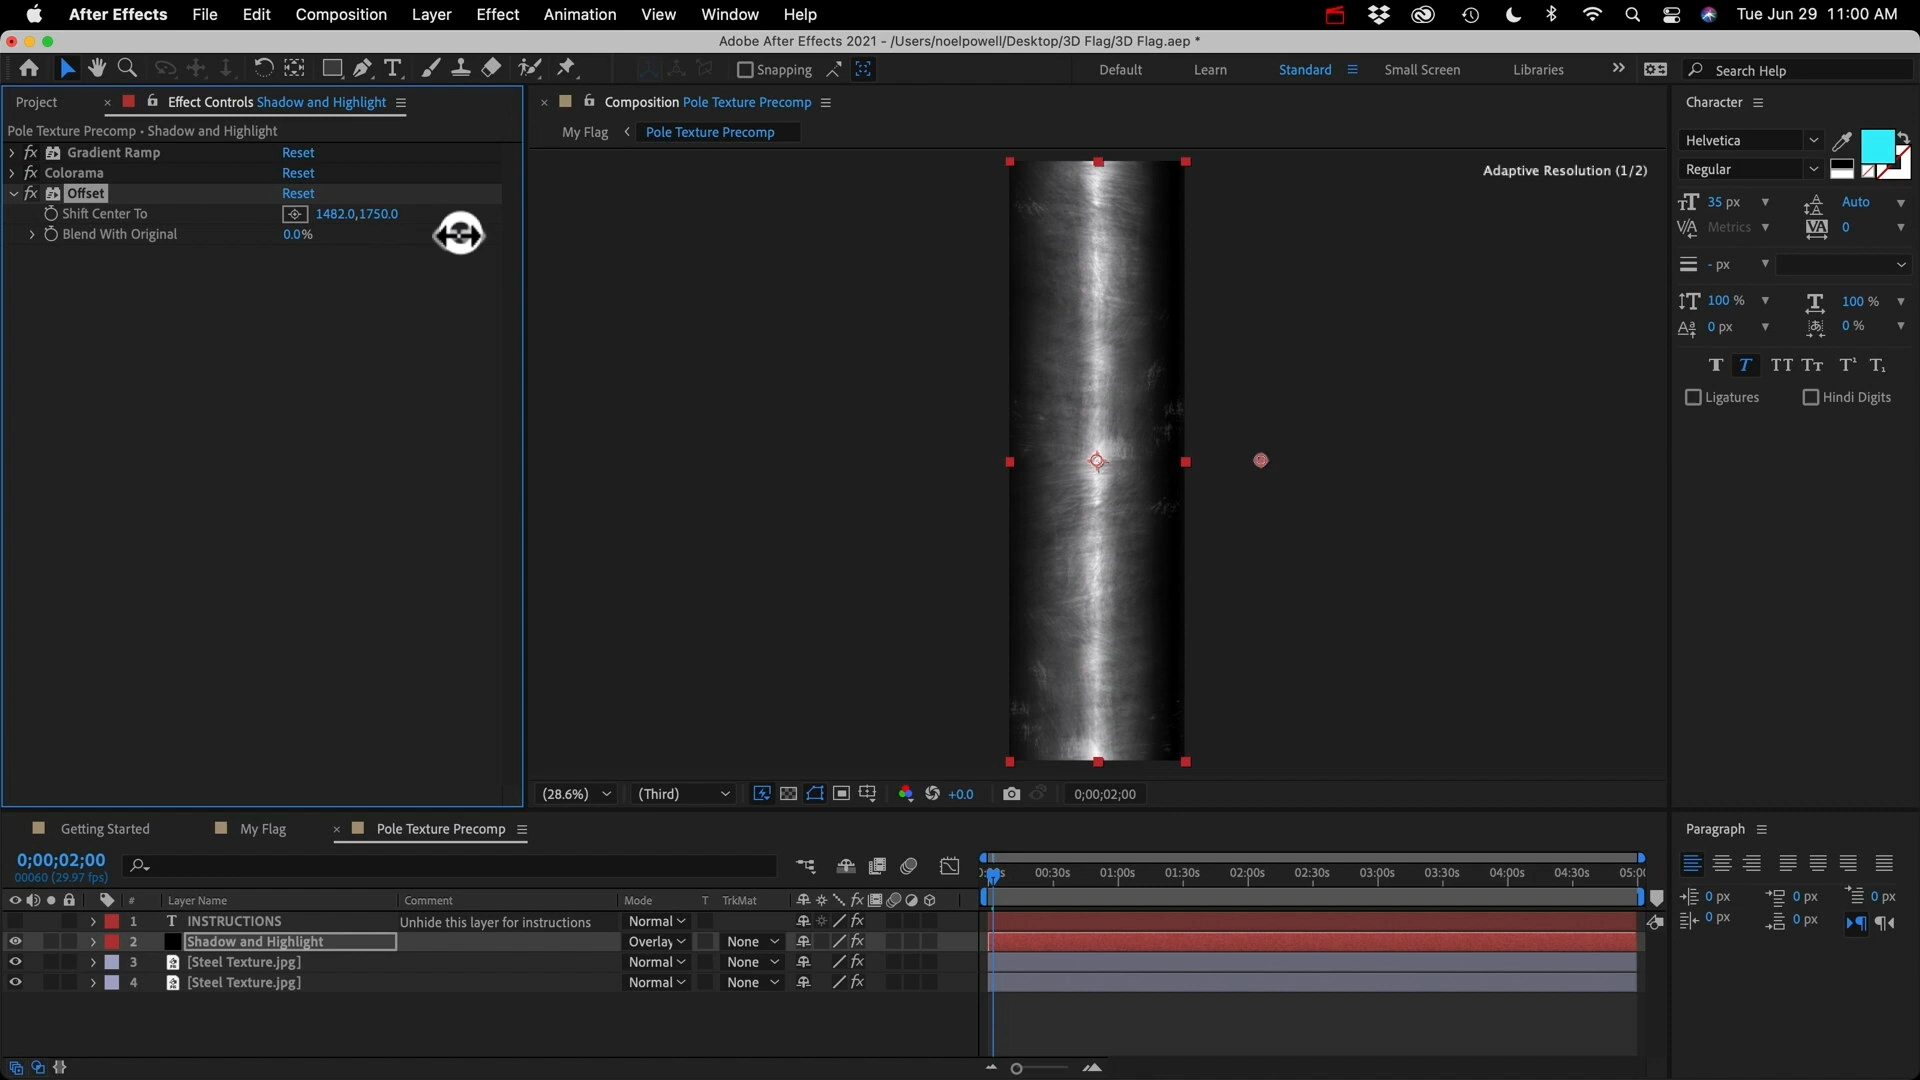 After Effects File Edit Composition Layer Effect Animation View Window Help Tue Jun 29 11:00 AM
Adobe After Effects 2021 - /Users/noelpowell/Desktop/3D Flag/3D Flag.aep *
Snapping Default Learn Standard Small Screen Libraries Search Help
Project Effect Controls Shadow and Highlight
Pole Texture Precomp • Shadow and Highlight
Gradient Ramp Reset
Colorama Reset
Offset Reset
Shift Center To 1482.0,1750.0
Blend With Original 0.0%
Composition Pole Texture Precomp
My Flag Pole Texture Precomp
Adaptive Resolution (1/2)
(28.6%) (Third) +0.0 0;00;02;00
Character
Helvetica
Regular
35 px Auto
Metrics 0
- px
100 % 100 %
0 px 0 %
Ligatures Hindi Digits
Getting Started My Flag Pole Texture Precomp
0;00;02;00
00060 (29.97 fps)
00:30s 01:00s 01:30s 02:00s 02:30s 03:00s 03:30s 04:00s 04:30s
# Layer Name Comment Mode T TrkMat
1 T INSTRUCTIONS Unhide this layer for instructions Normal
2 Shadow and Highlight Overlay None
3 [Steel Texture.jpg] Normal None
4 [Steel Texture.jpg] Normal None
Paragraph
0 px 0 px 0 px
0 px 0 px